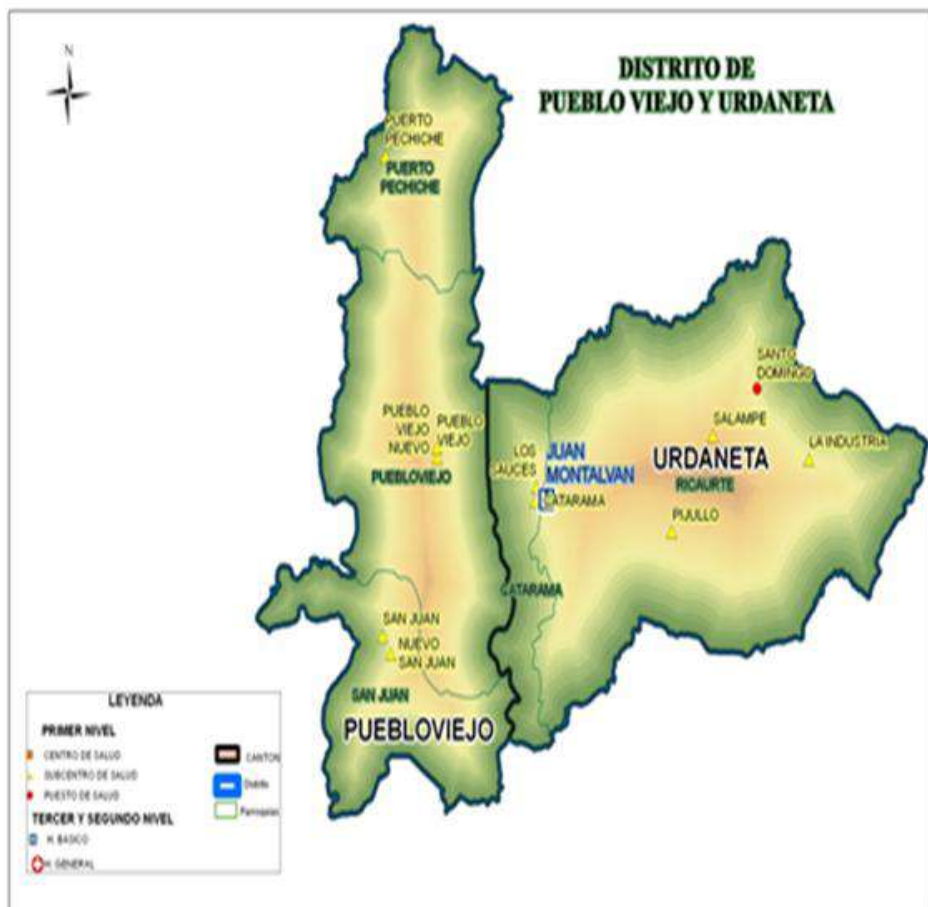 N
DISTRITO DE
PUEBLO VIEJO Y URDANETA
PUERTO
PECHICHE
PUERTO
PECHICHE
SANTO
DOMINGO
PUEBLO
VIEJO
NUEVO
PUEBLO
VIEJO
PUEBLOVIEJO
LOS
SAUCES
JUAN
MONTALVAN
CATARAMA
SALAMPE
LA INDUSTRIA
URDANETA
RICAURTE
PIJULLO
CATARAMA
SAN JUAN
NUEVO
SAN JUAN
SAN JUAN
PUEBLOVIEJO
LEYENDA
PRIMER NIVEL
CENTRO DE SALUD
SUBCENTRO DE SALUD
PUESTO DE SALUD
TERCER Y SEGUNDO NIVEL
H. BASICO
H. GENERAL
CANTON
Distrito
Parroquias